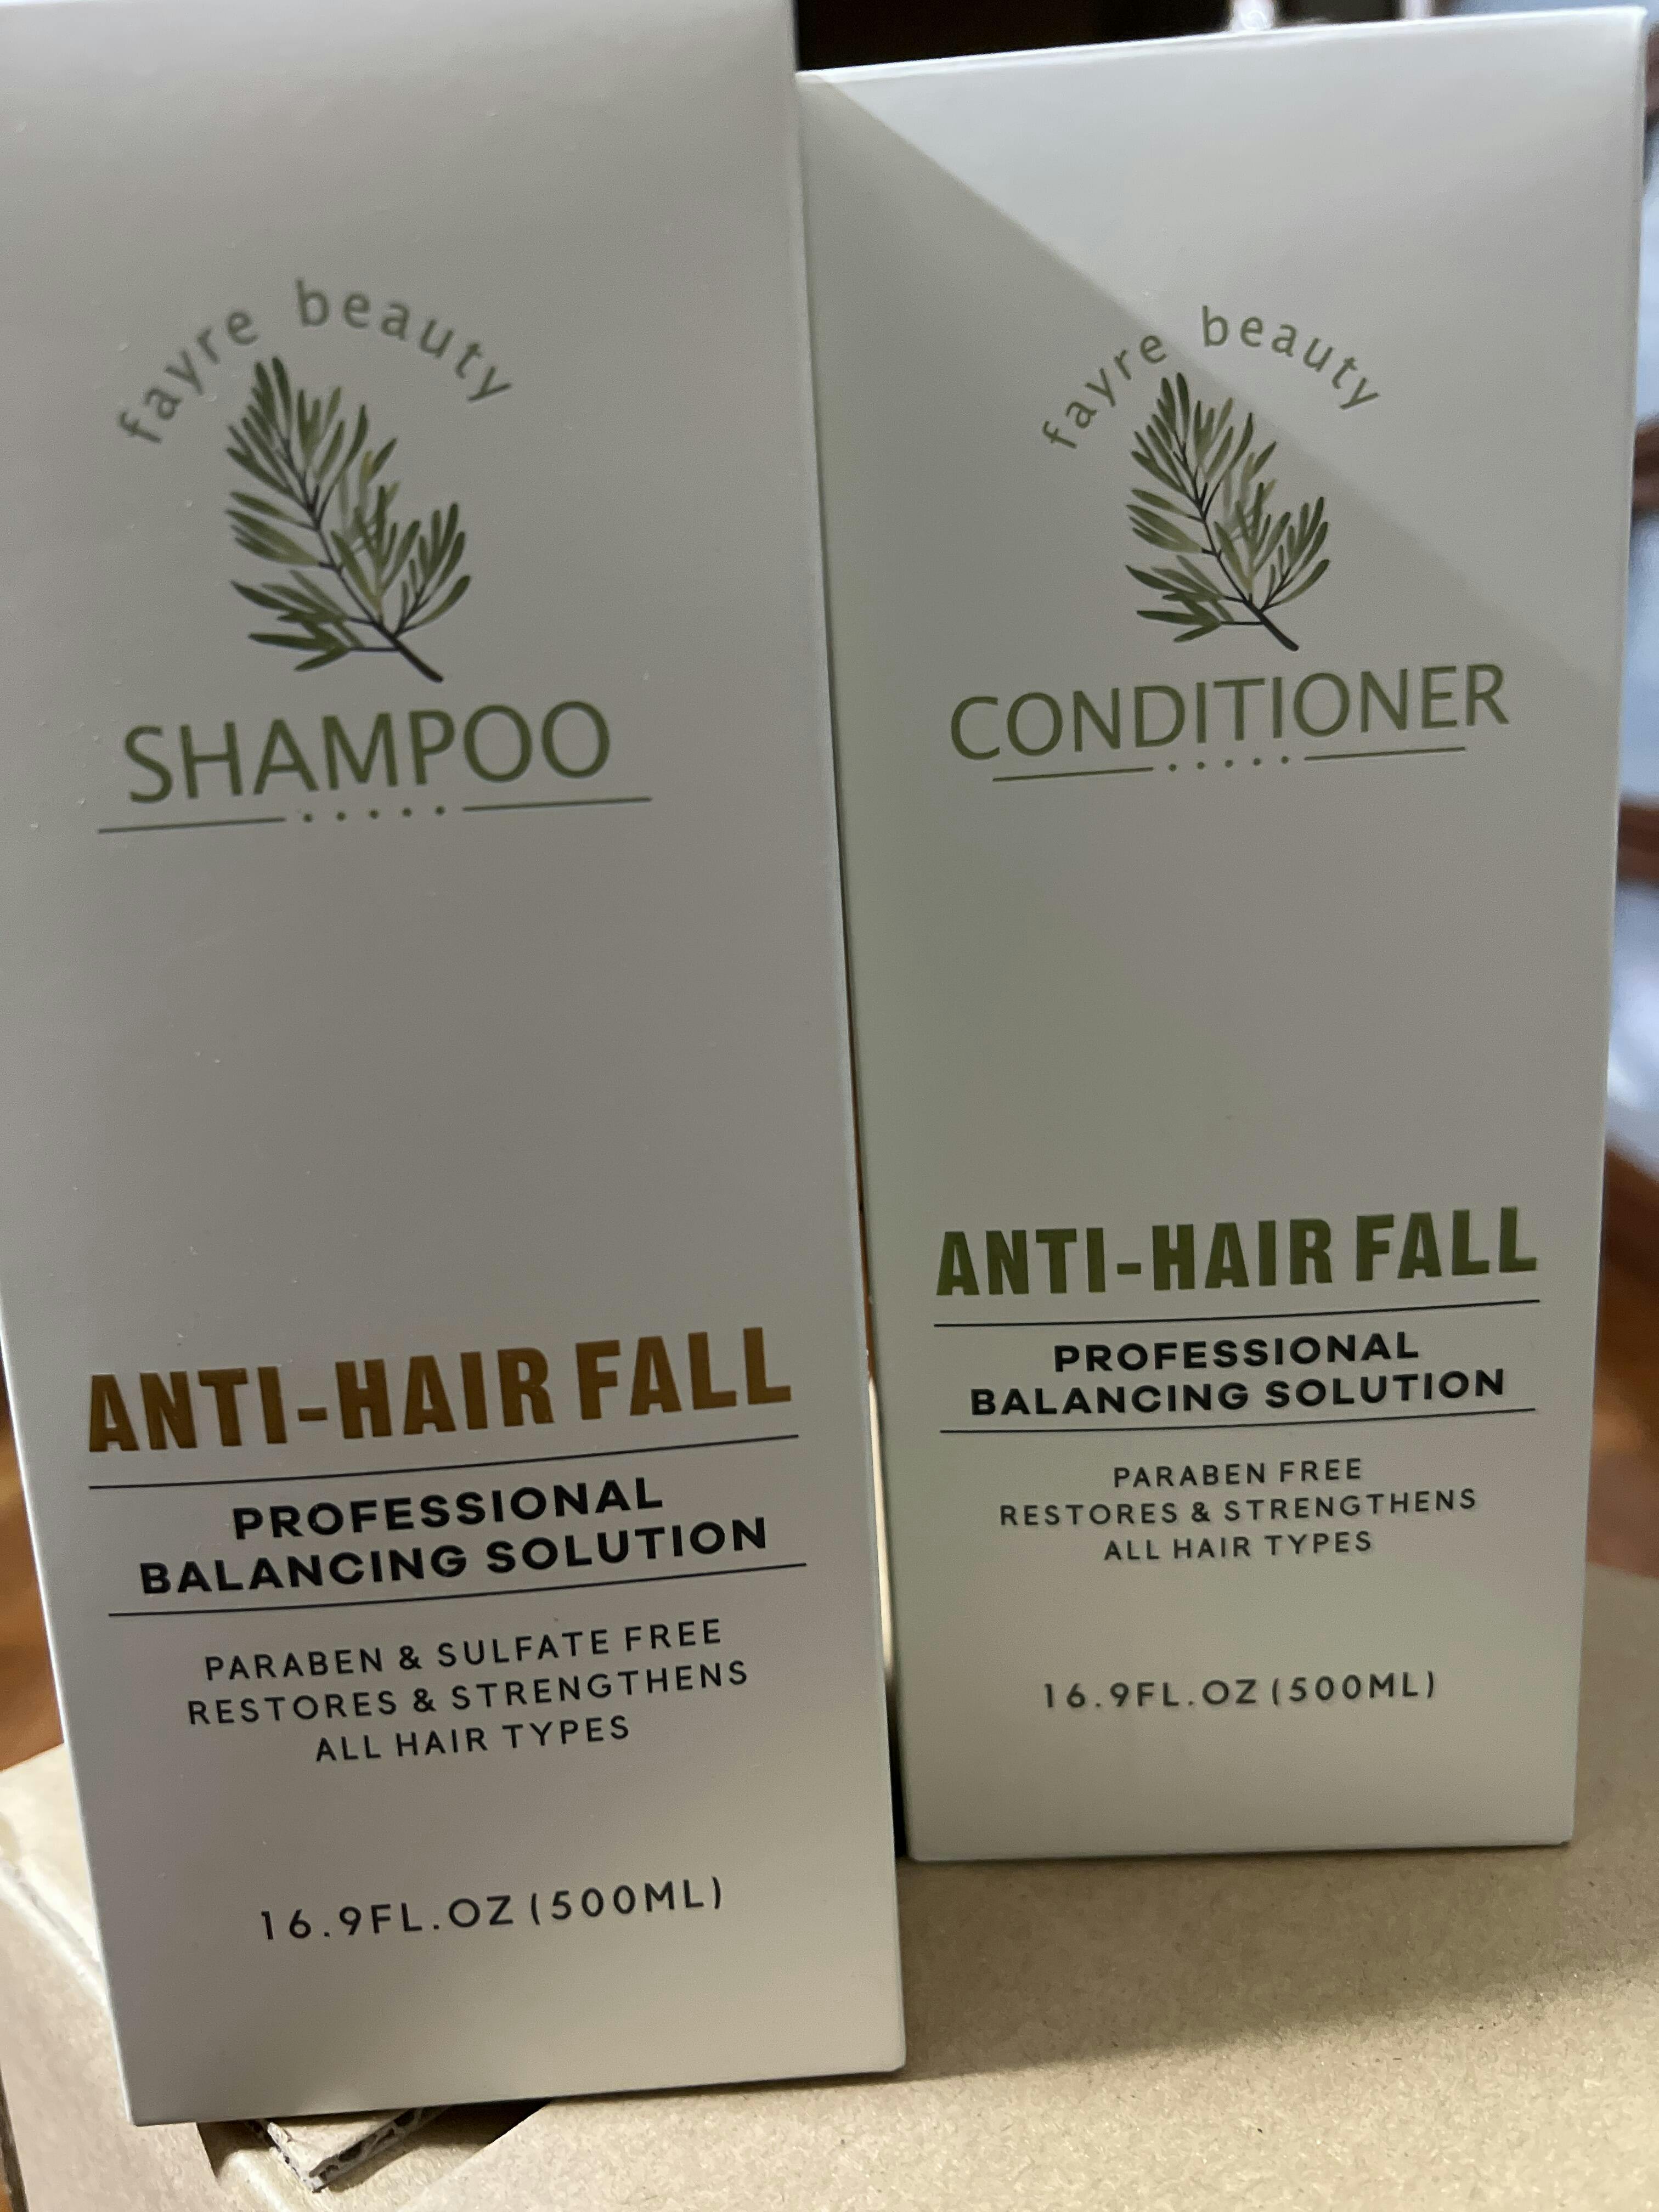 fayre beauty
SHAMPOO
ANTI-HAIR FALL
PROFESSIONAL
BALANCING SOLUTION
PARABEN & SULFATE FREE
RESTORES & STRENGTHENS
ALL HAIR TYPES
16.9FL.OZ (500ML)
fayre beauty
CONDITIONER
ANTI-HAIR FALL
PROFESSIONAL
BALANCING SOLUTION
PARABEN FREE
RESTORES & STRENGTHENS
ALL HAIR TYPES
16.9FL.OZ (500ML)